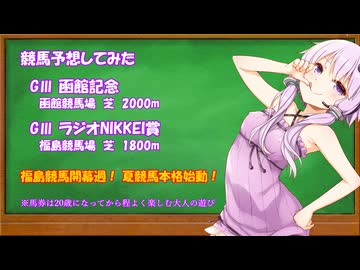 競馬予想してみた
GⅢ 函館記念
函館競馬場 芝 2000m
GⅢ ラジオNIKKEI賞
福島競馬場 芝 1800m
福島競馬開幕週! 夏競馬本格始動!
※馬券は20歳になってから程よく楽しむ大人の遊び